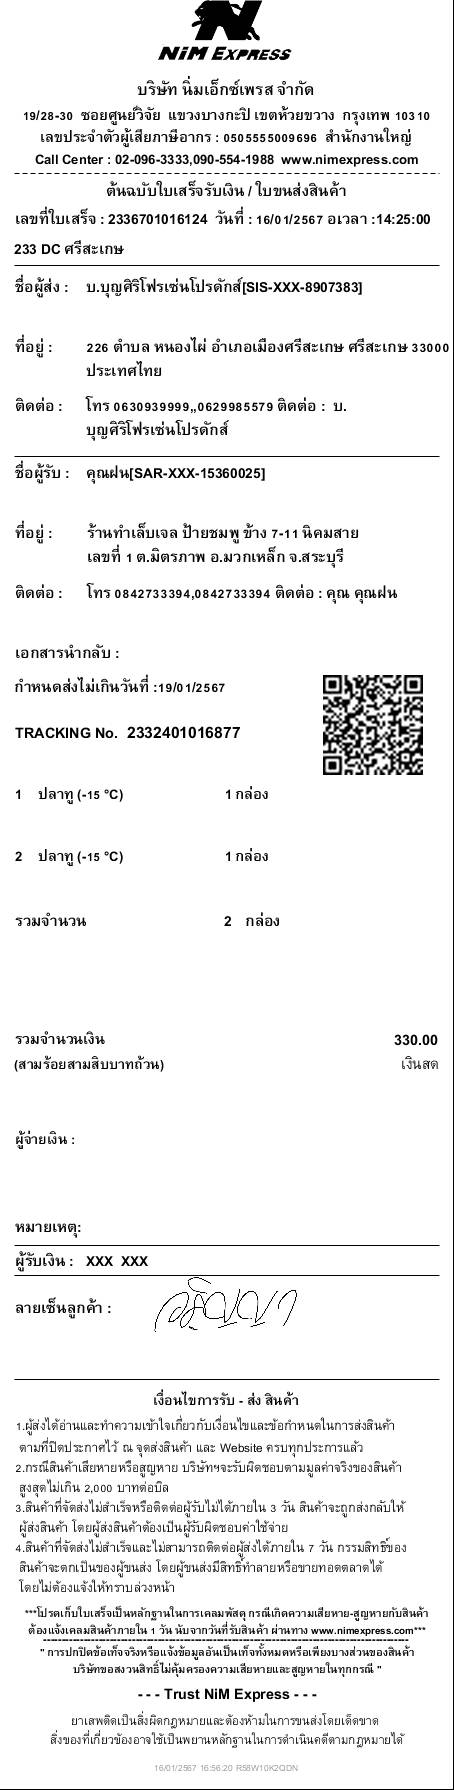 NiM EXPRESS
บริษัท นิ่มเอ็กซ์เพรส จำกัด
19/28-30 ซอยศูนย์วิจัย แขวงบางกะปิ เขตห้วยขวาง กรุงเทพ 10310
เลขประจำตัวผู้เสียภาษีอากร : 0505555009696 สำนักงานใหญ่
Call Center : 02-096-3333,090-554-1988 www.nimexpress.com
ต้นฉบับใบเสร็จรับเงิน / ใบขนส่งสินค้า
เลขที่ใบเสร็จ : 2336701016124 วันที่ : 16/01/2567 อเวลา :14:25:00
233 DC ศรีสะเกษ
ชื่อผู้ส่ง : บ.บุญศิริโฟรเซ่นโปรดักส์[SIS-XXX-8907383]
ที่อยู่ : 226 ตำบล หนองไผ่ อำเภอเมืองศรีสะเกษ ศรีสะเกษ 33000
ประเทศไทย
ติดต่อ : โทร 0630939999,,0629985579 ติดต่อ : บ.
บุญศิริโฟรเซ่นโปรดักส์
ชื่อผู้รับ : คุณฝน[SAR-XXX-15360025]
ที่อยู่ : ร้านทำเล็บเจล ป้ายชมพู ข้าง 7-11 นิคมสาย
เลขที่ 1 ต.มิตรภาพ อ.มวกเหล็ก จ.สระบุรี
ติดต่อ : โทร 0842733394,0842733394 ติดต่อ : คุณ คุณฝน
เอกสารนำกลับ :
กำหนดส่งไม่เกินวันที่ :19/01/2567
TRACKING No. 2332401016877
1 ปลาทู (-15 °C) 1 กล่อง
2 ปลาทู (-15 °C) 1 กล่อง
รวมจำนวน 2 กล่อง
รวมจำนวนเงิน 330.00
(สามร้อยสามสิบบาทถ้วน) เงินสด
ผู้จ่ายเงิน :
หมายเหตุ:
ผู้รับเงิน : XXX XXX
ลายเซ็นลูกค้า :
เงื่อนไขการรับ - ส่ง สินค้า
1.ผู้ส่งได้อ่านและทำความเข้าใจเกี่ยวกับเงื่อนไขและข้อกำหนดในการส่งสินค้า
ตามที่ปิดประกาศไว้ ณ จุดส่งสินค้า และ Website ครบทุกประการแล้ว
2.กรณีสินค้าเสียหายหรือสูญหาย บริษัทฯจะรับผิดชอบตามมูลค่าจริงของสินค้า
สูงสุดไม่เกิน 2,000 บาทต่อบิล
3.สินค้าที่จัดส่งไม่สำเร็จหรือติดต่อผู้รับไม่ได้ภายใน 3 วัน สินค้าจะถูกส่งกลับให้
ผู้ส่งสินค้า โดยผู้ส่งสินค้าต้องเป็นผู้รับผิดชอบค่าใช้จ่าย
4.สินค้าที่จัดส่งไม่สำเร็จและไม่สามารถติดต่อผู้ส่งได้ภายใน 7 วัน กรรมสิทธิ์ของ
สินค้าจะตกเป็นของผู้ขนส่ง โดยผู้ขนส่งมีสิทธิ์ทำลายหรือขายทอดตลาดได้
โดยไม่ต้องแจ้งให้ทราบล่วงหน้า
***โปรดเก็บใบเสร็จเป็นหลักฐานในการเคลมพัสดุ กรณีเกิดความเสียหาย-สูญหายกับสินค้า
ต้องแจ้งเคลมสินค้าภายใน 1 วัน นับจากวันที่รับสินค้า ผ่านทาง www.nimexpress.com***
" การปกปิดข้อเท็จจริงหรือแจ้งข้อมูลอันเป็นเท็จทั้งหมดหรือเพียงบางส่วนของสินค้า
บริษัทขอสงวนสิทธิ์ไม่คุ้มครองความเสียหายและสูญหายในทุกกรณี "
- - - Trust NiM Express - - -
ยาเสพติดเป็นสิ่งผิดกฎหมายและต้องห้ามในการขนส่งโดยเด็ดขาด
สิ่งของที่เกี่ยวข้องอาจใช้เป็นพยานหลักฐานในการดำเนินคดีตามกฎหมายได้
16/01/2567 16:56:20 R58W10K2QDN